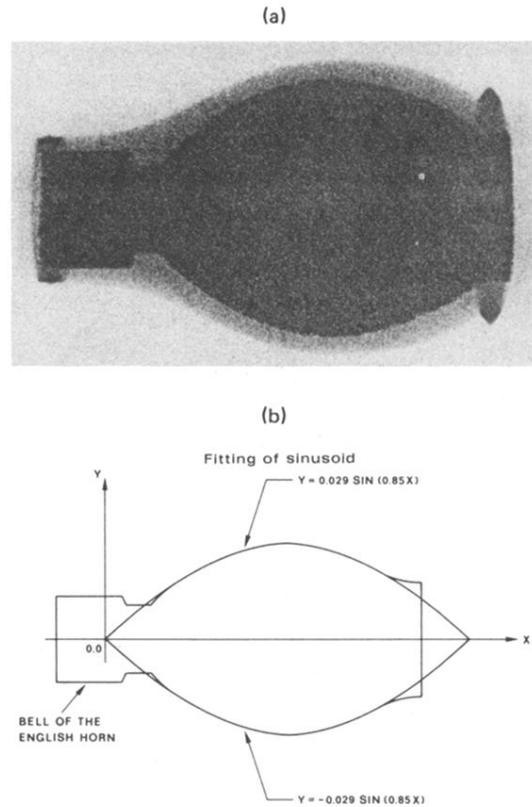 (a)
(b)
Y
Fitting of sinusoid
Y = 0.029 SIN (0.85X)
0.0
X
BELL OF THE
ENGLISH HORN
Y = -0.029 SIN (0.85X)